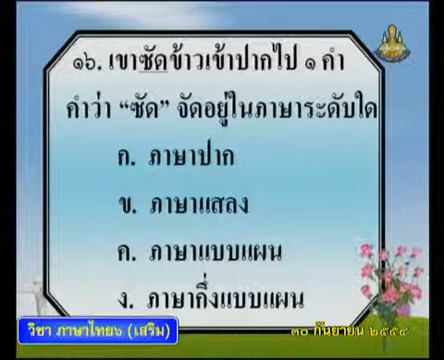 ๑๖. เขาซัดข้าวเข้าปากไป ๑ คำ
คำว่า “ซัด” จัดอยู่ในภาษาระดับใด
ก. ภาษาปาก
ข. ภาษาแสลง
ค. ภาษาแบบแผน
ง. ภาษากึ่งแบบแผน
วิชา ภาษาไทย๖ (เสริม)
๓๐ กันยายน ๒๕๕๔